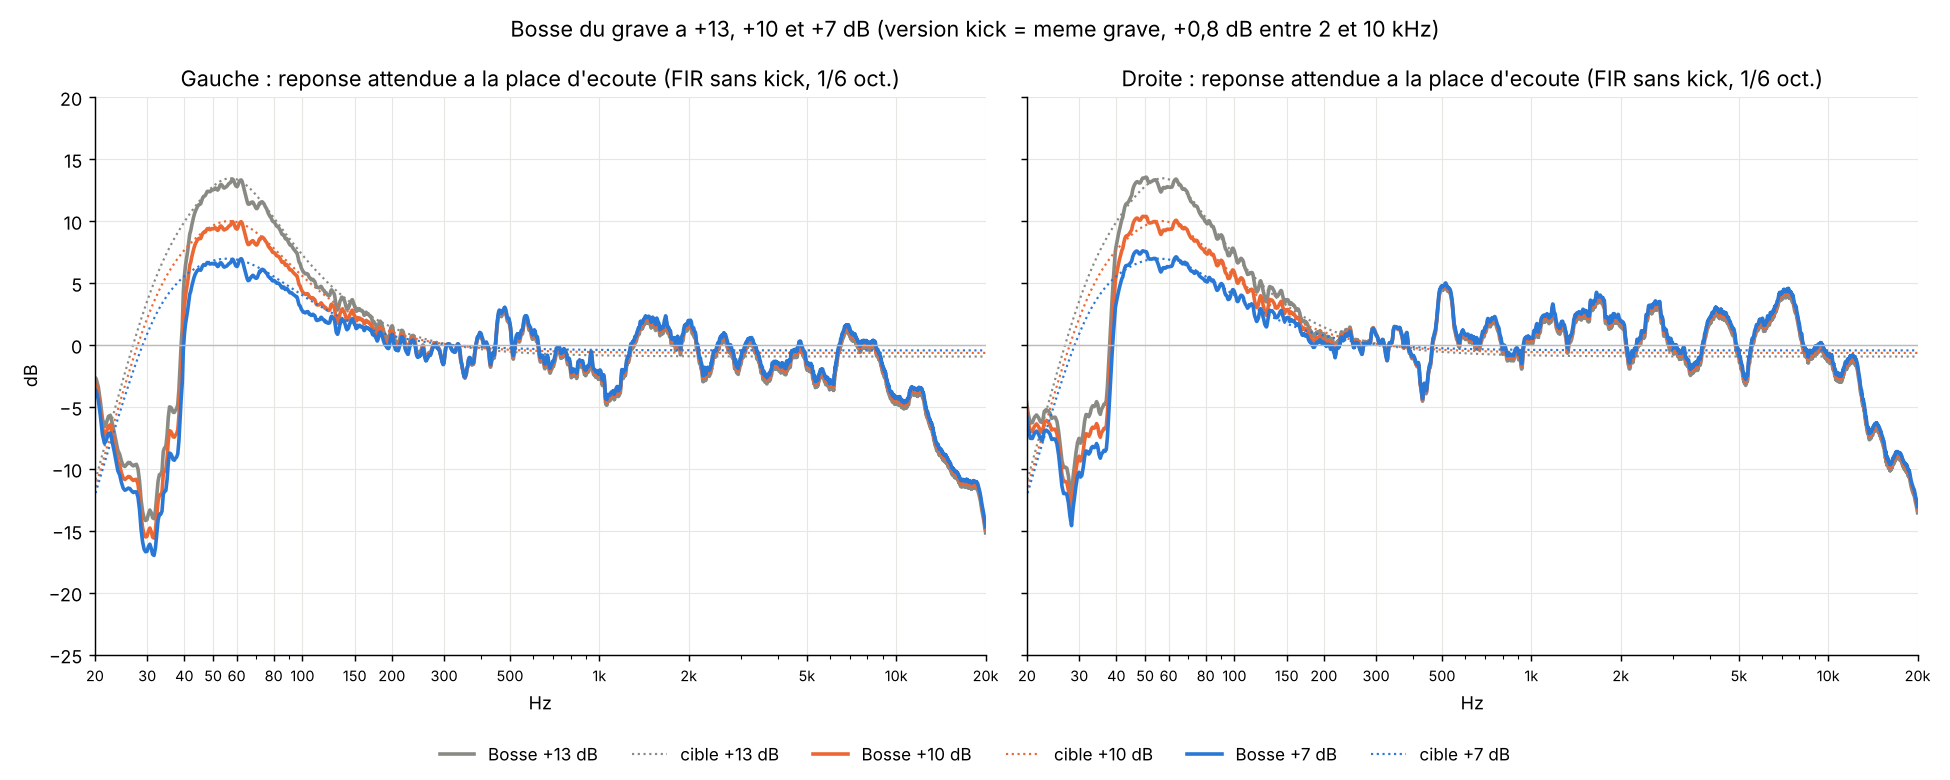 Bosse du grave a +13, +10 et +7 dB (version kick = meme grave, +0,8 dB entre 2 et 10 kHz)
Gauche : reponse attendue a la place d'ecoute (FIR sans kick, 1/6 oct.)
Droite : reponse attendue a la place d'ecoute (FIR sans kick, 1/6 oct.)
20
15
10
5
0
−5
−10
−15
−20
−25
dB
20 30 40 50 60 80 100 150 200 300 500 1k 2k 5k 10k 20k
Hz
20 30 40 50 60 80 100 150 200 300 500 1k 2k 5k 10k 20k
Hz
Bosse +13 dB cible +13 dB Bosse +10 dB cible +10 dB Bosse +7 dB cible +7 dB